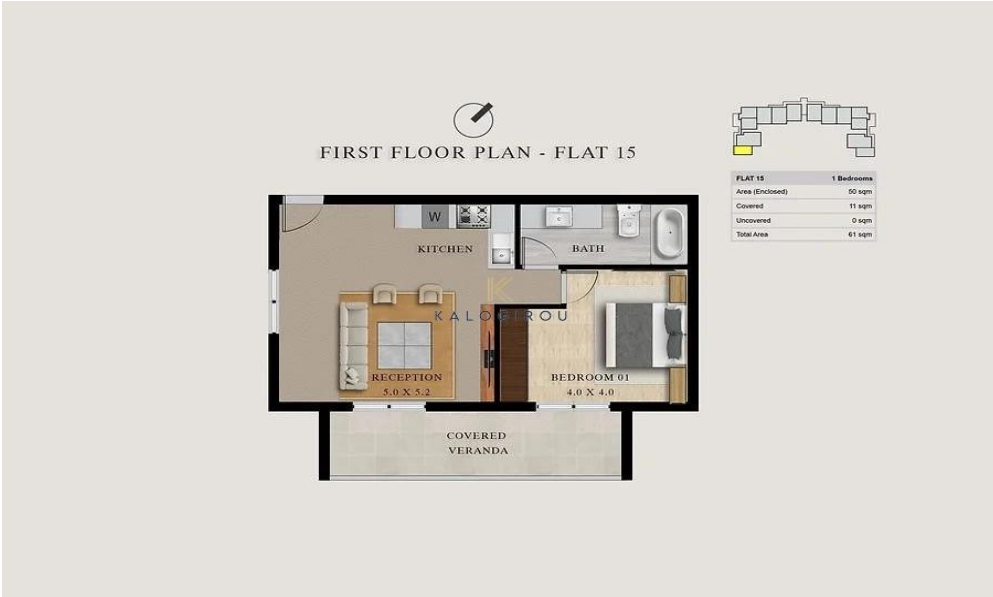 FIRST FLOOR PLAN - FLAT 15
FLAT 15 1 Bedrooms
Area (Enclosed) 50 sqm
Covered 11 sqm
Uncovered 0 sqm
Total Area 61 sqm
W
KITCHEN
BATH
K
KALOGIROU
RECEPTION
5.0 X 5.2
BEDROOM 01
4.0 X 4.0
COVERED
VERANDA